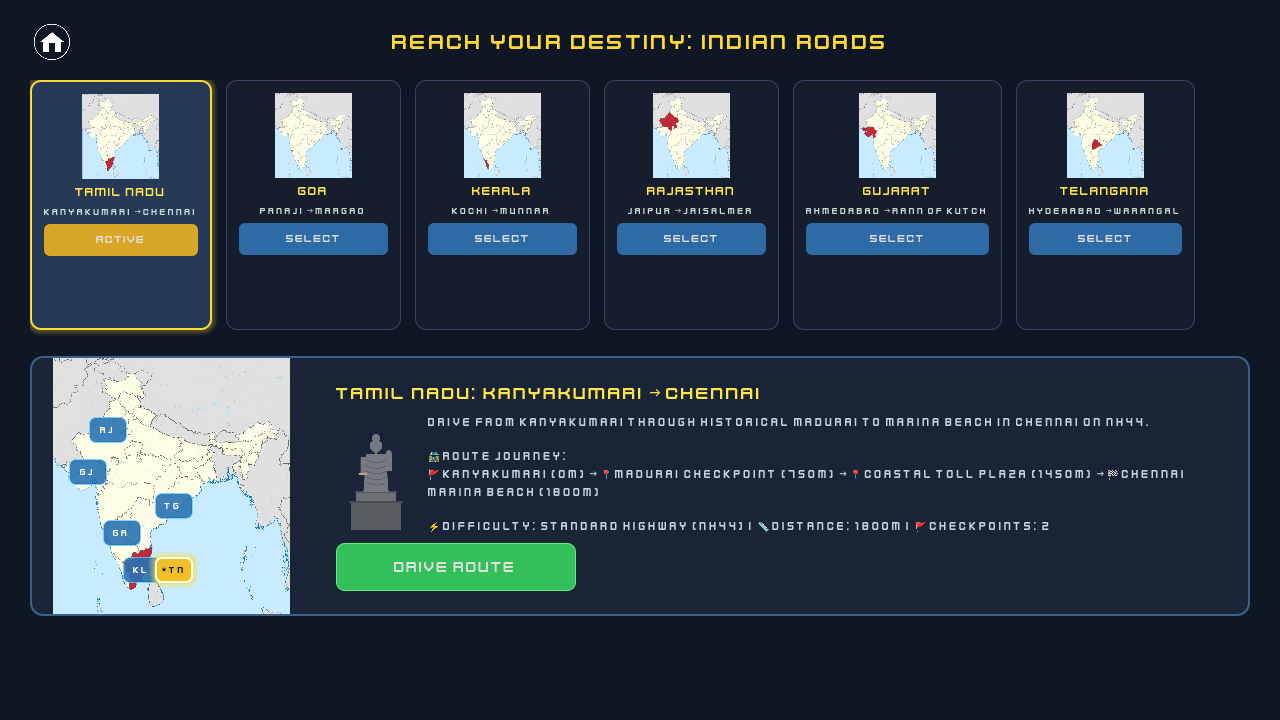 REACH YOUR DESTINY: INDIAN ROADS
TAMIL NADU
KANYAKUMARI →CHENNAI
ACTIVE
GOA
PANAJI →MARGAO
SELECT
KERALA
KOCHI →MUNNAR
SELECT
RAJASTHAN
JAIPUR →JAISALMER
SELECT
GUJARAT
AHMEDABAD →RANN OF KUTCH
SELECT
TELANGANA
HYDERABAD →WARANGAL
SELECT
RJ
GJ
TG
GA
KL
★TN
TAMIL NADU: KANYAKUMARI →CHENNAI
DRIVE FROM KANYAKUMARI THROUGH HISTORICAL MADURAI TO MARINA BEACH IN CHENNAI ON NH44.
🛣️ROUTE JOURNEY:
🚩KANYAKUMARI (0M) → 📍MADURAI CHECKPOINT (750M) → 📍COASTAL TOLL PLAZA (1450M) → 🏁CHENNAI
MARINA BEACH (1800M)
⚡DIFFICULTY: STANDARD HIGHWAY (NH44) | 📏DISTANCE: 1800M | 🚩CHECKPOINTS: 2
DRIVE ROUTE